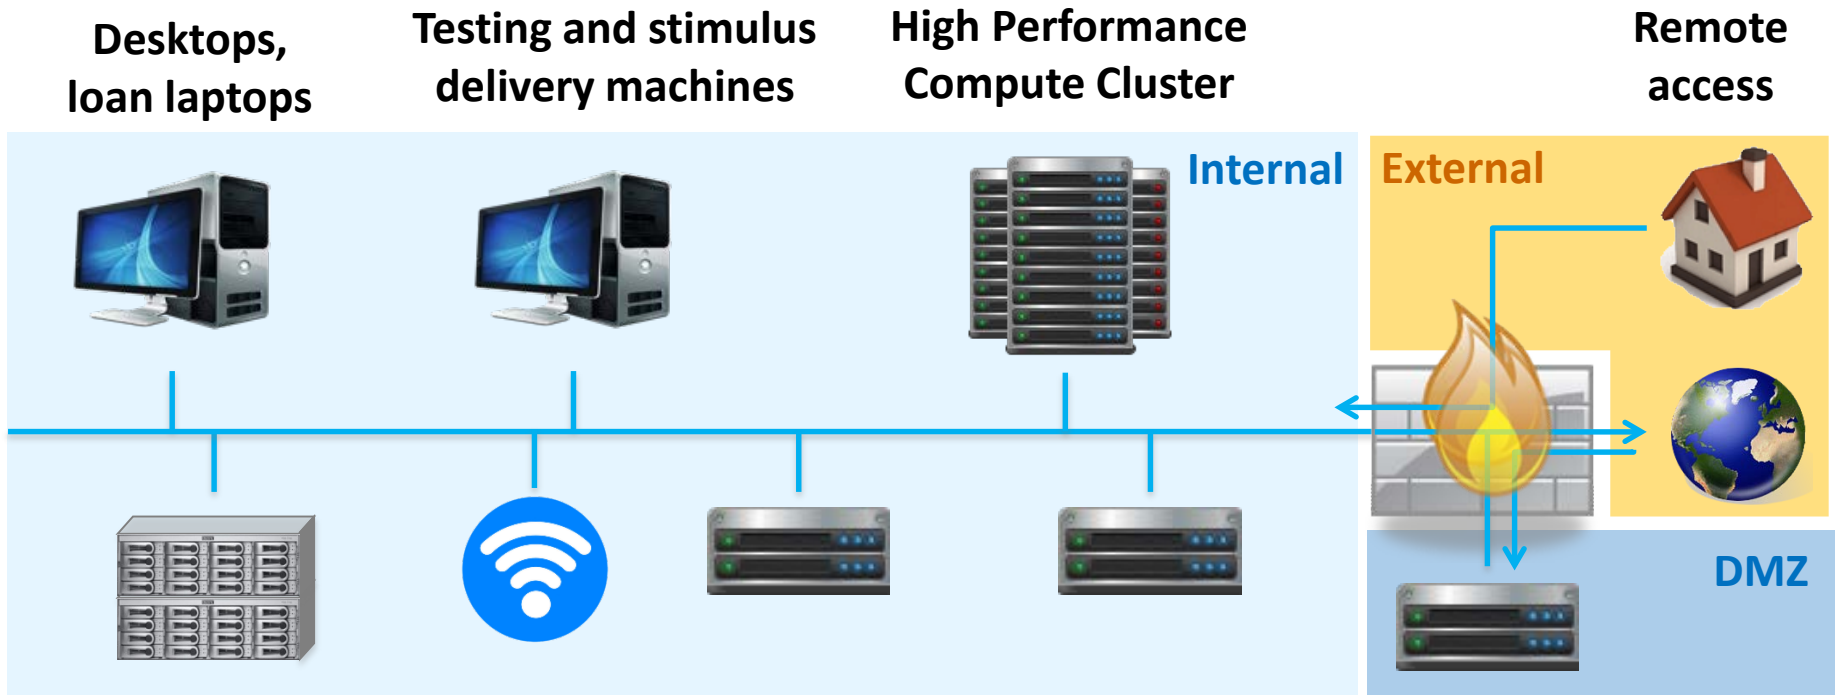 Desktops,
loan laptops
Testing and stimulus
delivery machines
High Performance
Compute Cluster
Remote
access
Internal
External
DMZ